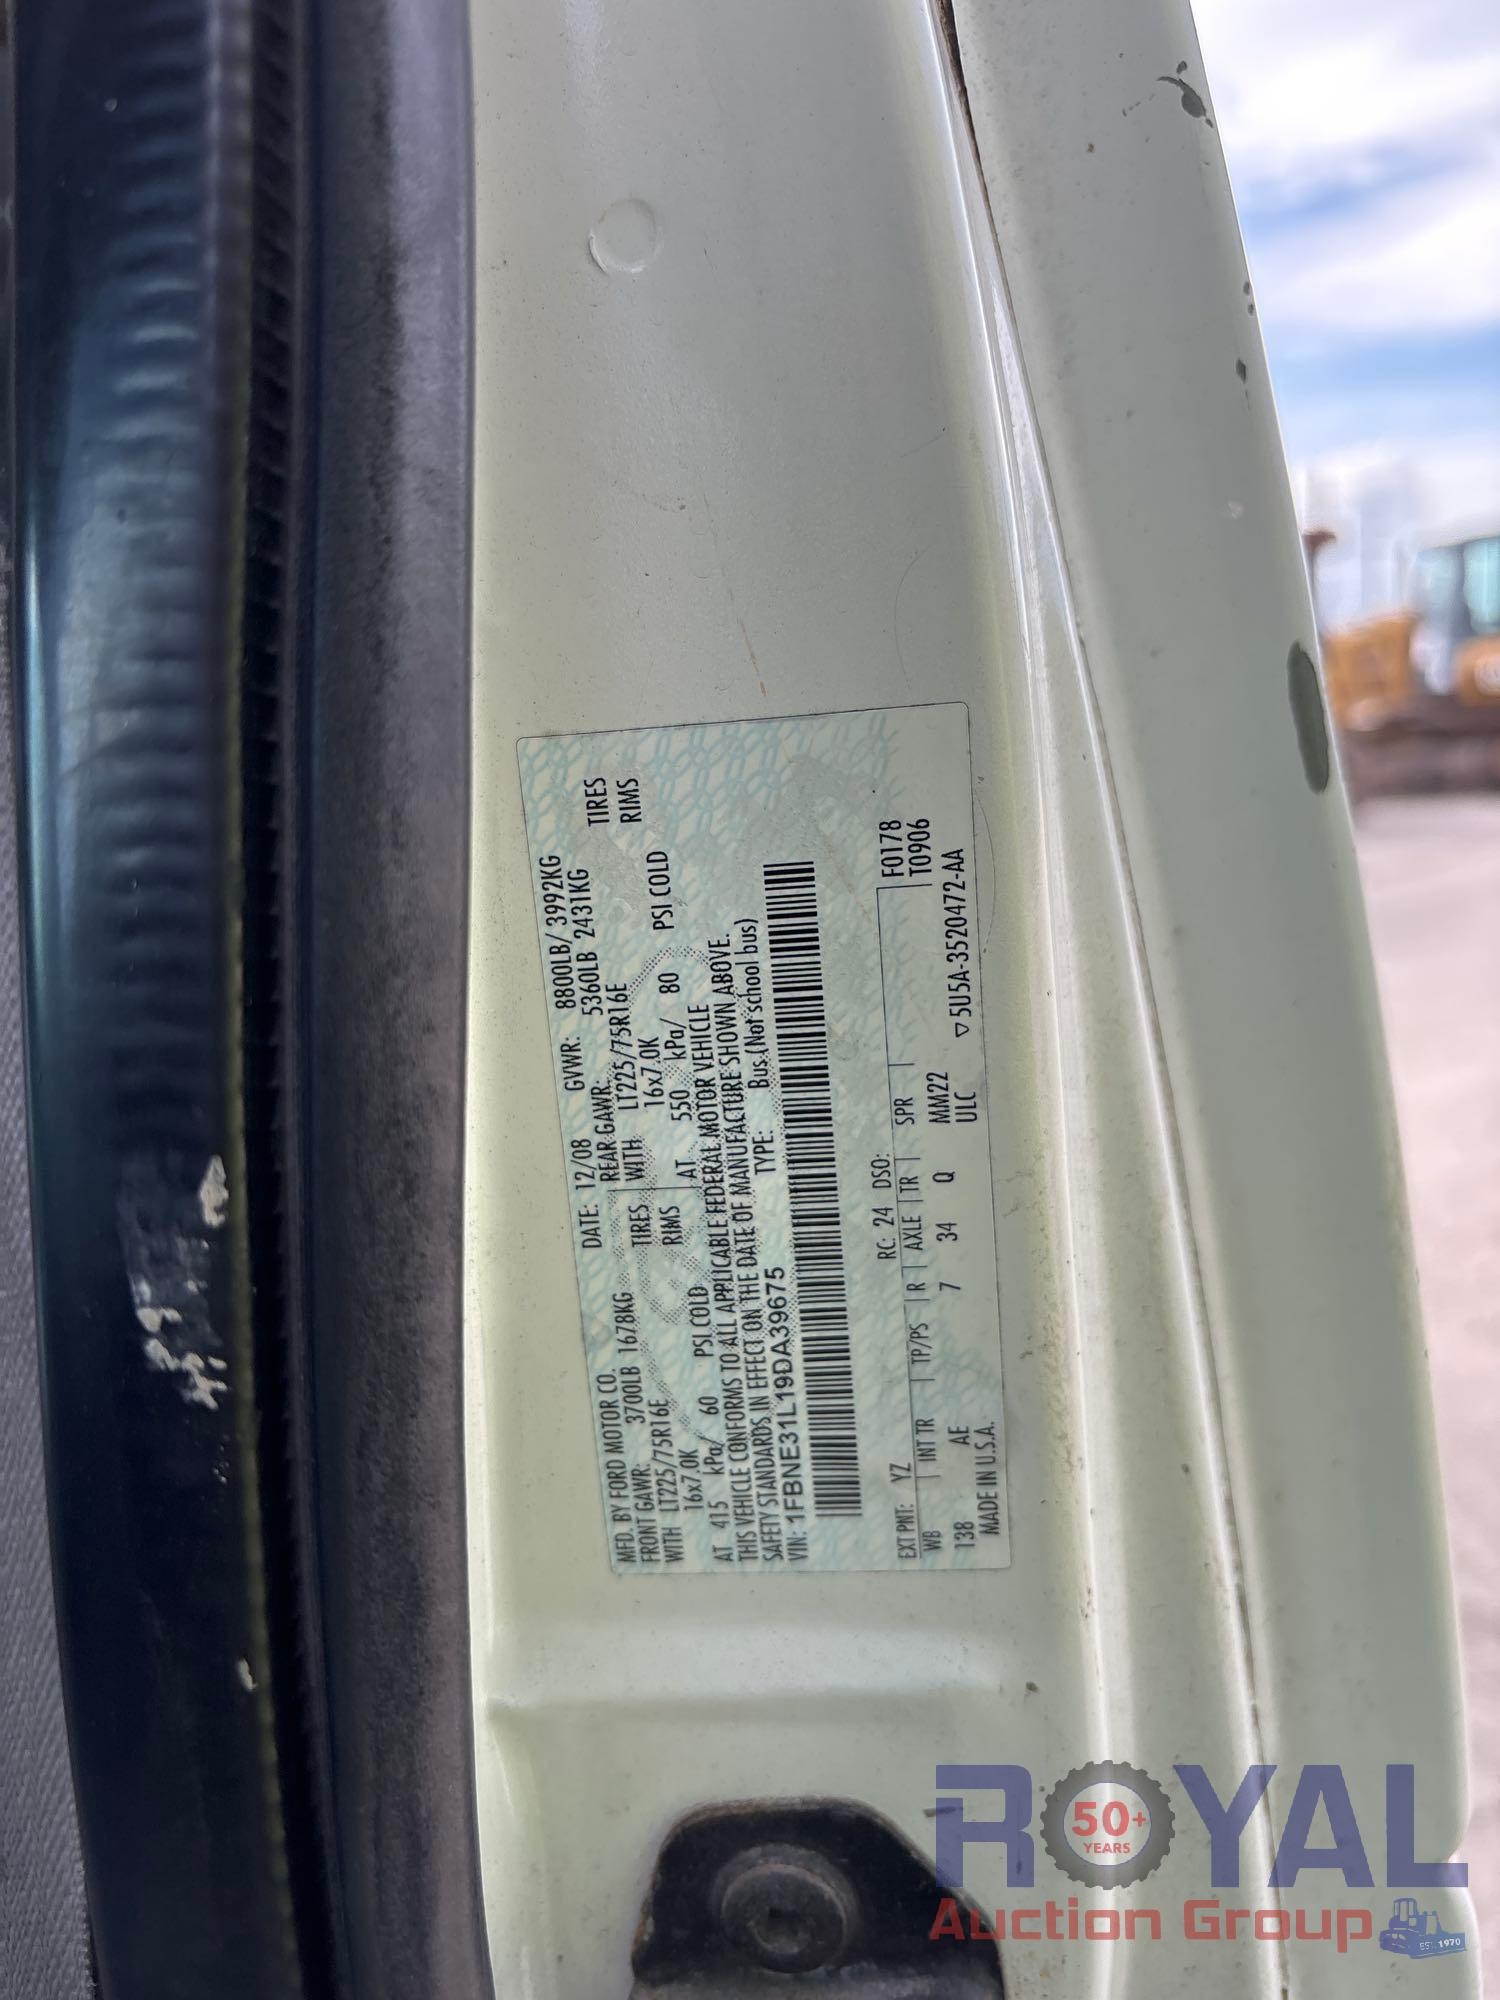 MFD. BY FORD MOTOR CO.
DATE: 12/08 GVWR: 8800LB/ 3992KG
FRONT GAWR: 3700LB 1678KG REAR GAWR: 5360LB 2431KG
WITH LT225/75R16E TIRES WITH LT225/75R16E TIRES
16x7.0K RIMS 16x7.0K RIMS
AT 415 kPa/ 60 PSI COLD AT 550 kPa/ 80 PSI COLD
THIS VEHICLE CONFORMS TO ALL APPLICABLE FEDERAL MOTOR VEHICLE
SAFETY STANDARDS IN EFFECT ON THE DATE OF MANUFACTURE SHOWN ABOVE.
VIN: 1FBNE31L19DA39675 TYPE: Bus (Not school bus)
EXT PNT: YZ RC: 24 DSO: F0178
WB INT TR TP/PS R AXLE TR SPR T0906
138 AE 7 34 Q MM22
MADE IN U.S.A. ULC ▽5U5A-3520472-AA
ROYAL
50+
YEARS
Auction Group
EST. 1970